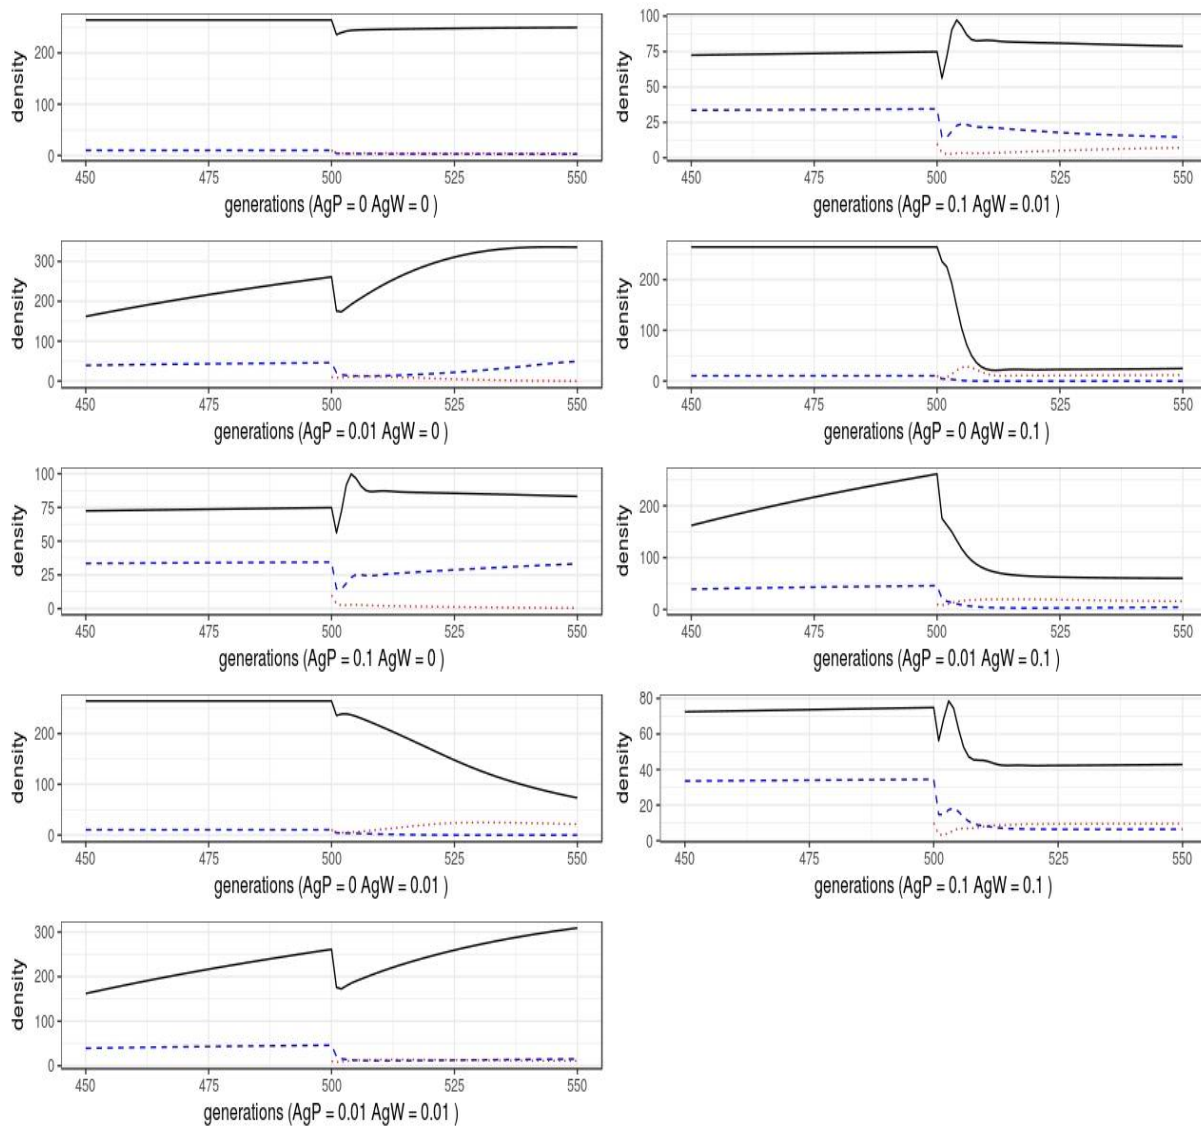 density
200
100
0
450 475 500 525 550
generations (AgP = 0 AgW = 0 )
density
300
200
100
0
450 475 500 525 550
generations (AgP = 0.01 AgW = 0 )
density
100
75
50
25
0
450 475 500 525 550
generations (AgP = 0.1 AgW = 0 )
density
200
100
0
450 475 500 525 550
generations (AgP = 0 AgW = 0.01 )
density
300
200
100
0
450 475 500 525 550
generations (AgP = 0.01 AgW = 0.01 )
density
100
75
50
25
0
450 475 500 525 550
generations (AgP = 0.1 AgW = 0.01 )
density
200
100
0
450 475 500 525 550
generations (AgP = 0 AgW = 0.1 )
density
200
100
0
450 475 500 525 550
generations (AgP = 0.01 AgW = 0.1 )
density
80
60
40
20
0
450 475 500 525 550
generations (AgP = 0.1 AgW = 0.1 )